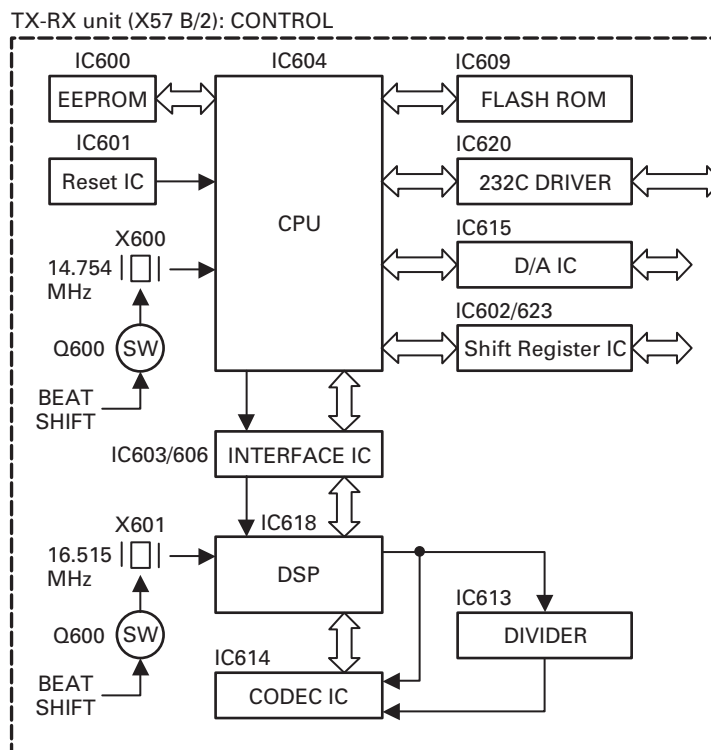 TX-RX unit (X57 B/2): CONTROL
IC600
EEPROM
IC604
CPU
IC609
FLASH ROM
IC601
Reset IC
IC620
232C DRIVER
X600
14.754
MHz
IC615
D/A IC
Q600
SW
IC602/623
Shift Register IC
BEAT
SHIFT
IC603/606
INTERFACE IC
X601
16.515
MHz
IC618
DSP
Q600
SW
IC613
DIVIDER
BEAT
SHIFT
IC614
CODEC IC